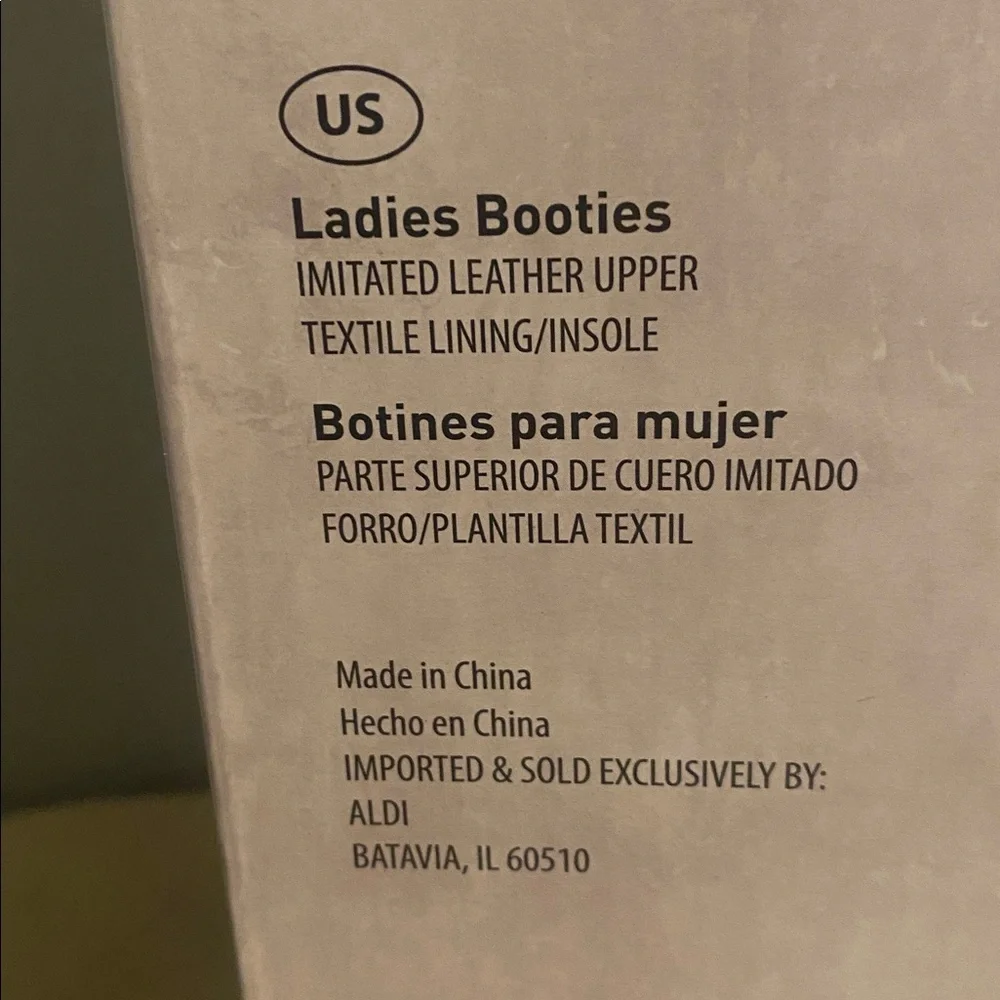 US
Ladies Booties
IMITATED LEATHER UPPER
TEXTILE LINING/INSOLE
Botines para mujer
PARTE SUPERIOR DE CUERO IMITADO
FORRO/PLANTILLA TEXTIL
Made in China
Hecho en China
IMPORTED & SOLD EXCLUSIVELY BY:
ALDI
BATAVIA, IL 60510